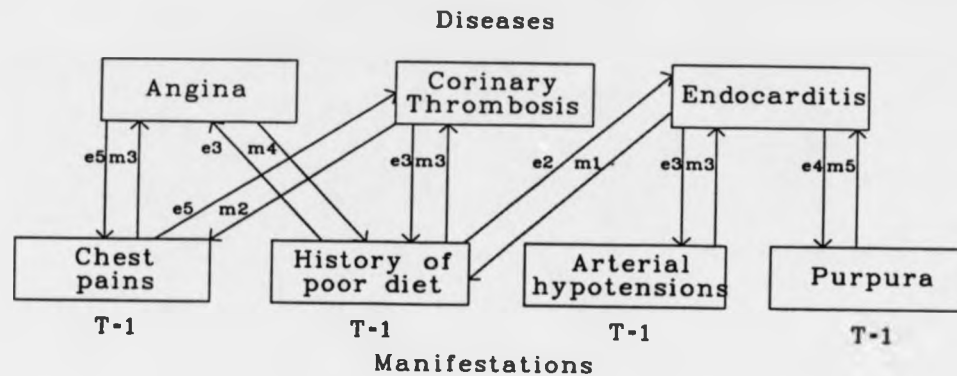 Diseases
Angina
Corinary
Thrombosis
Endocarditis
e5 m3
e3 m4
e3 m3
e2 m1
e3 m3
e4 m5
e5 m2
Chest
pains
History of
poor diet
Arterial
hypotensions
Purpura
T-1
T-1
T-1
T-1
Manifestations